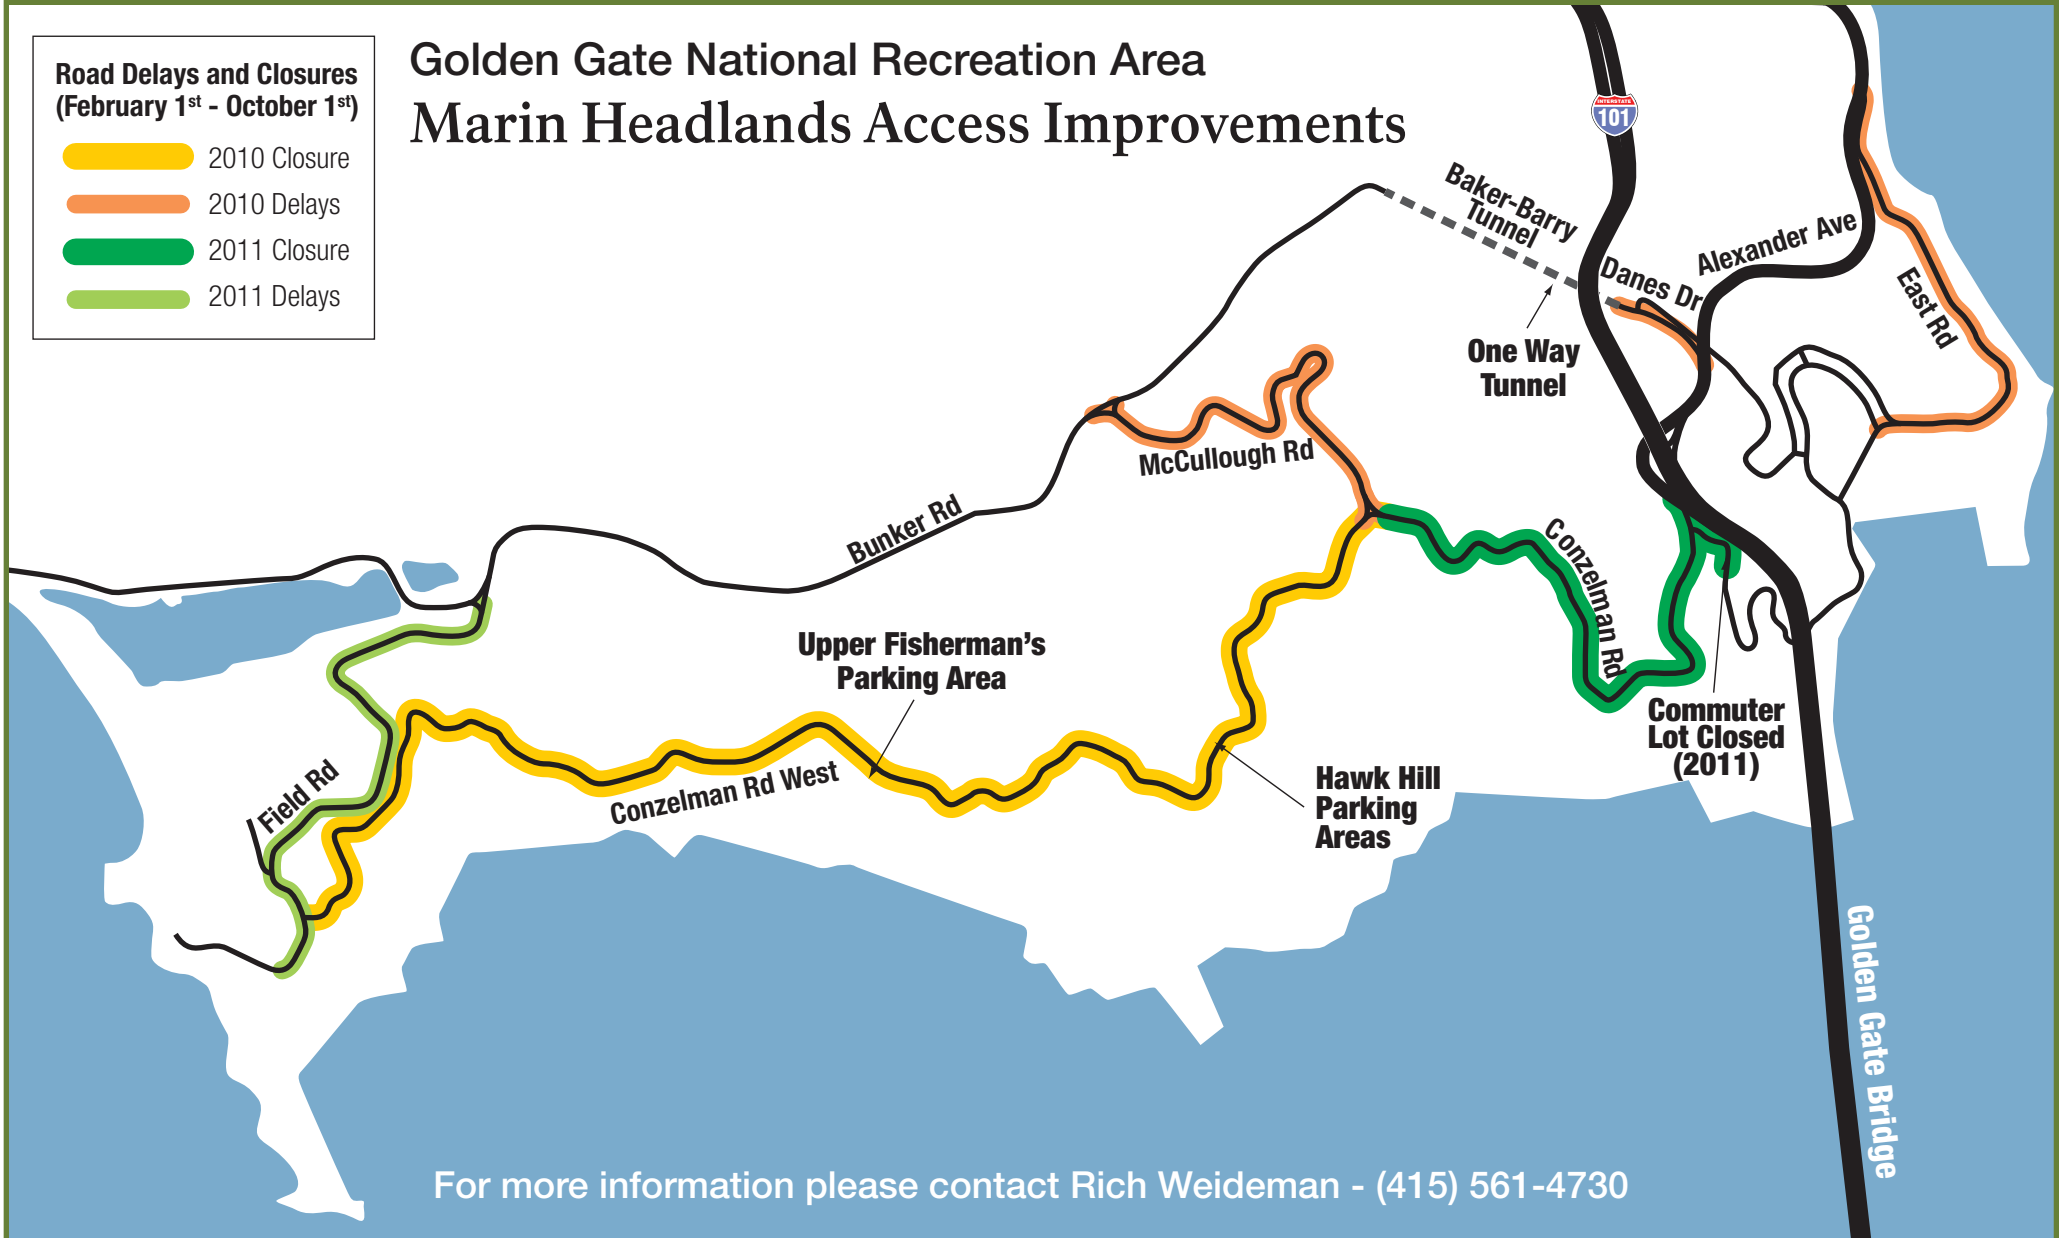 Road Delays and Closures
(February 1st - October 1st)
2010 Closure
2010 Delays
2011 Closure
2011 Delays
Golden Gate National Recreation Area
Marin Headlands Access Improvements
INTERSTATE
101
Baker-Barry
Tunnel
Danes Dr
Alexander Ave
East Rd
One Way
Tunnel
McCullough Rd
Bunker Rd
Conzelman Rd
Upper Fisherman’s
Parking Area
Commuter
Lot Closed
(2011)
Field Rd
Conzelman Rd West
Hawk Hill
Parking
Areas
Golden Gate Bridge
For more information please contact Rich Weideman - (415) 561-4730